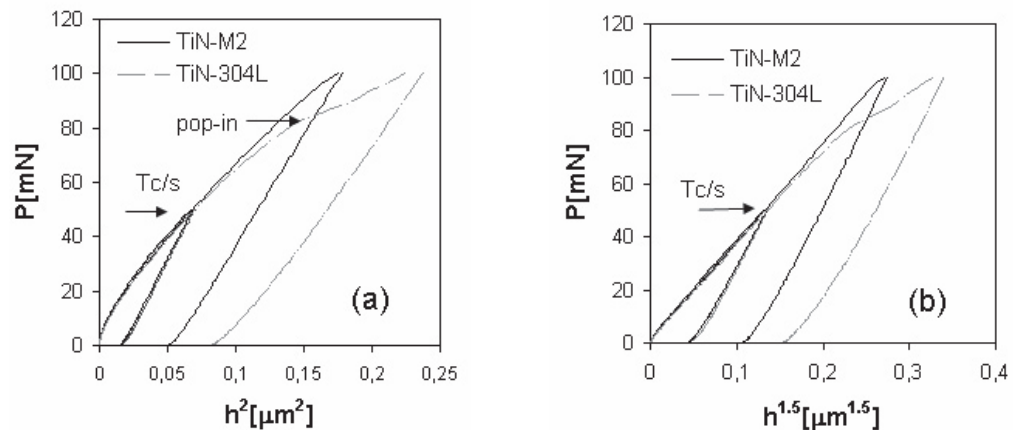 120
100
80
60
40
20
0
P[mN]
TiN-M2
TiN-304L
pop-in
Tc/s
(a)
0 0,05 0,1 0,15 0,2 0,25
h²[µm²]
120
100
80
60
40
20
0
P[mN]
TiN-M2
TiN-304L
Tc/s
(b)
0 0,1 0,2 0,3 0,4
h¹·⁵[µm¹·⁵]